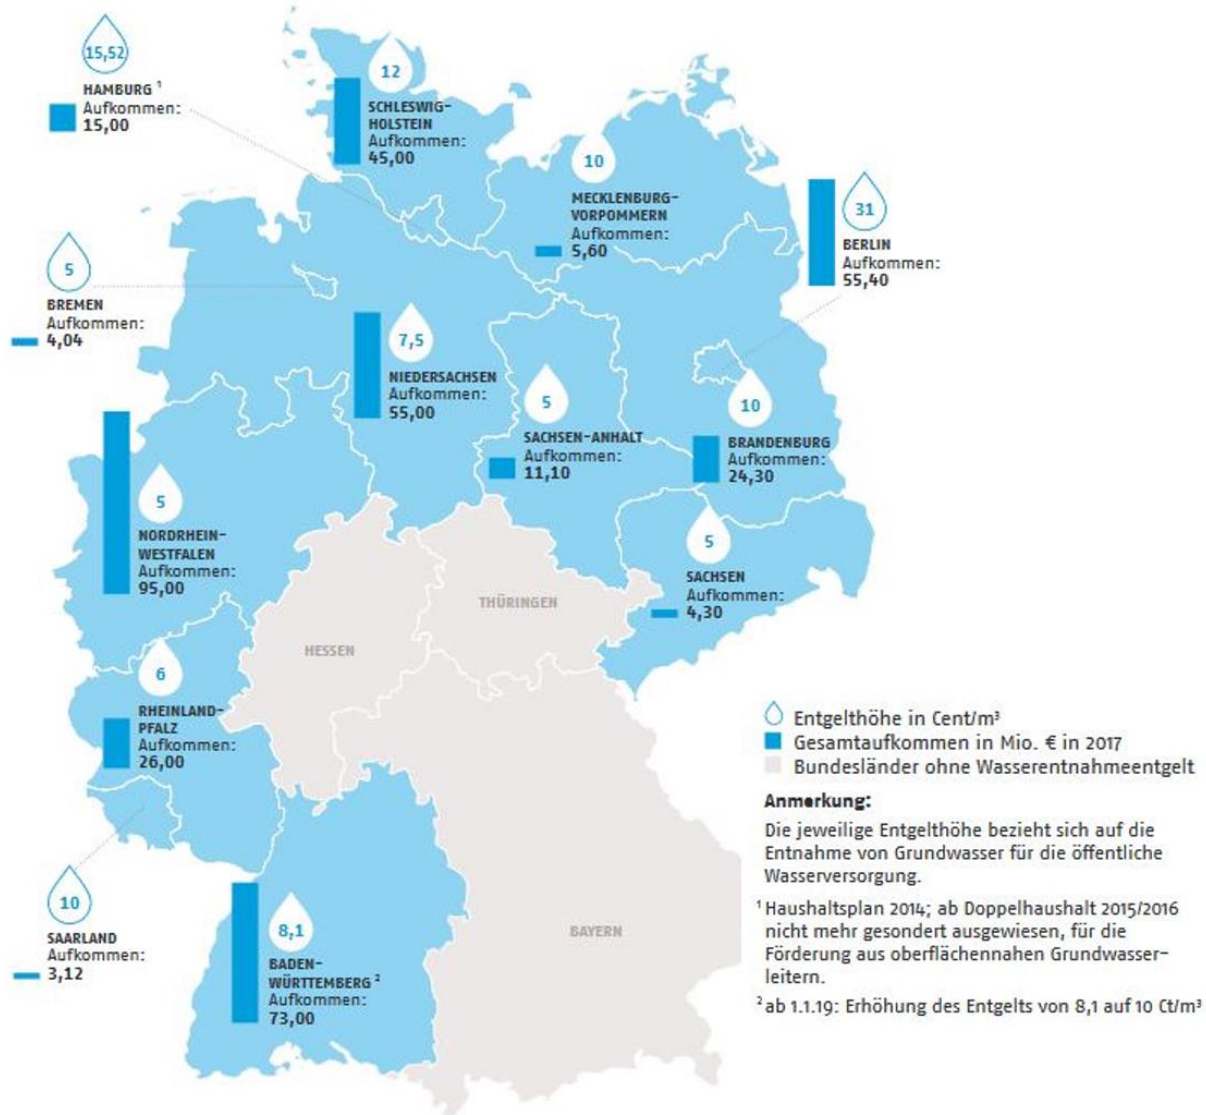 15,52
HAMBURG ¹
Aufkommen:
15,00
12
SCHLESWIG-
HOLSTEIN
Aufkommen:
45,00
10
MECKLENBURG-
VORPOMMERN
Aufkommen:
5,60
31
BERLIN
Aufkommen:
55,40
5
BREMEN
Aufkommen:
4,04
7,5
NIEDERSACHSEN
Aufkommen:
55,00
5
SACHSEN-ANHALT
Aufkommen:
11,10
10
BRANDENBURG
Aufkommen:
24,30
5
NORDRHEIN-
WESTFALEN
Aufkommen:
95,00
5
SACHSEN
Aufkommen:
4,30
THÜRINGEN
HESSEN
6
RHEINLAND-
PFALZ
Aufkommen:
26,00
10
SAARLAND
Aufkommen:
3,12
8,1
BADEN-
WÜRTTEMBERG ²
Aufkommen:
73,00
BAYERN
Entgelthöhe in Cent/m³
Gesamtaufkommen in Mio. € in 2017
Bundesländer ohne Wasserentnahmeentgelt
Anmerkung:
Die jeweilige Entgelthöhe bezieht sich auf die
Entnahme von Grundwasser für die öffentliche
Wasserversorgung.
¹ Haushaltsplan 2014; ab Doppelhaushalt 2015/2016
nicht mehr gesondert ausgewiesen, für die
Förderung aus oberflächennahen Grundwasser-
leitern.
² ab 1.1.19: Erhöhung des Entgelts von 8,1 auf 10 Ct/m³